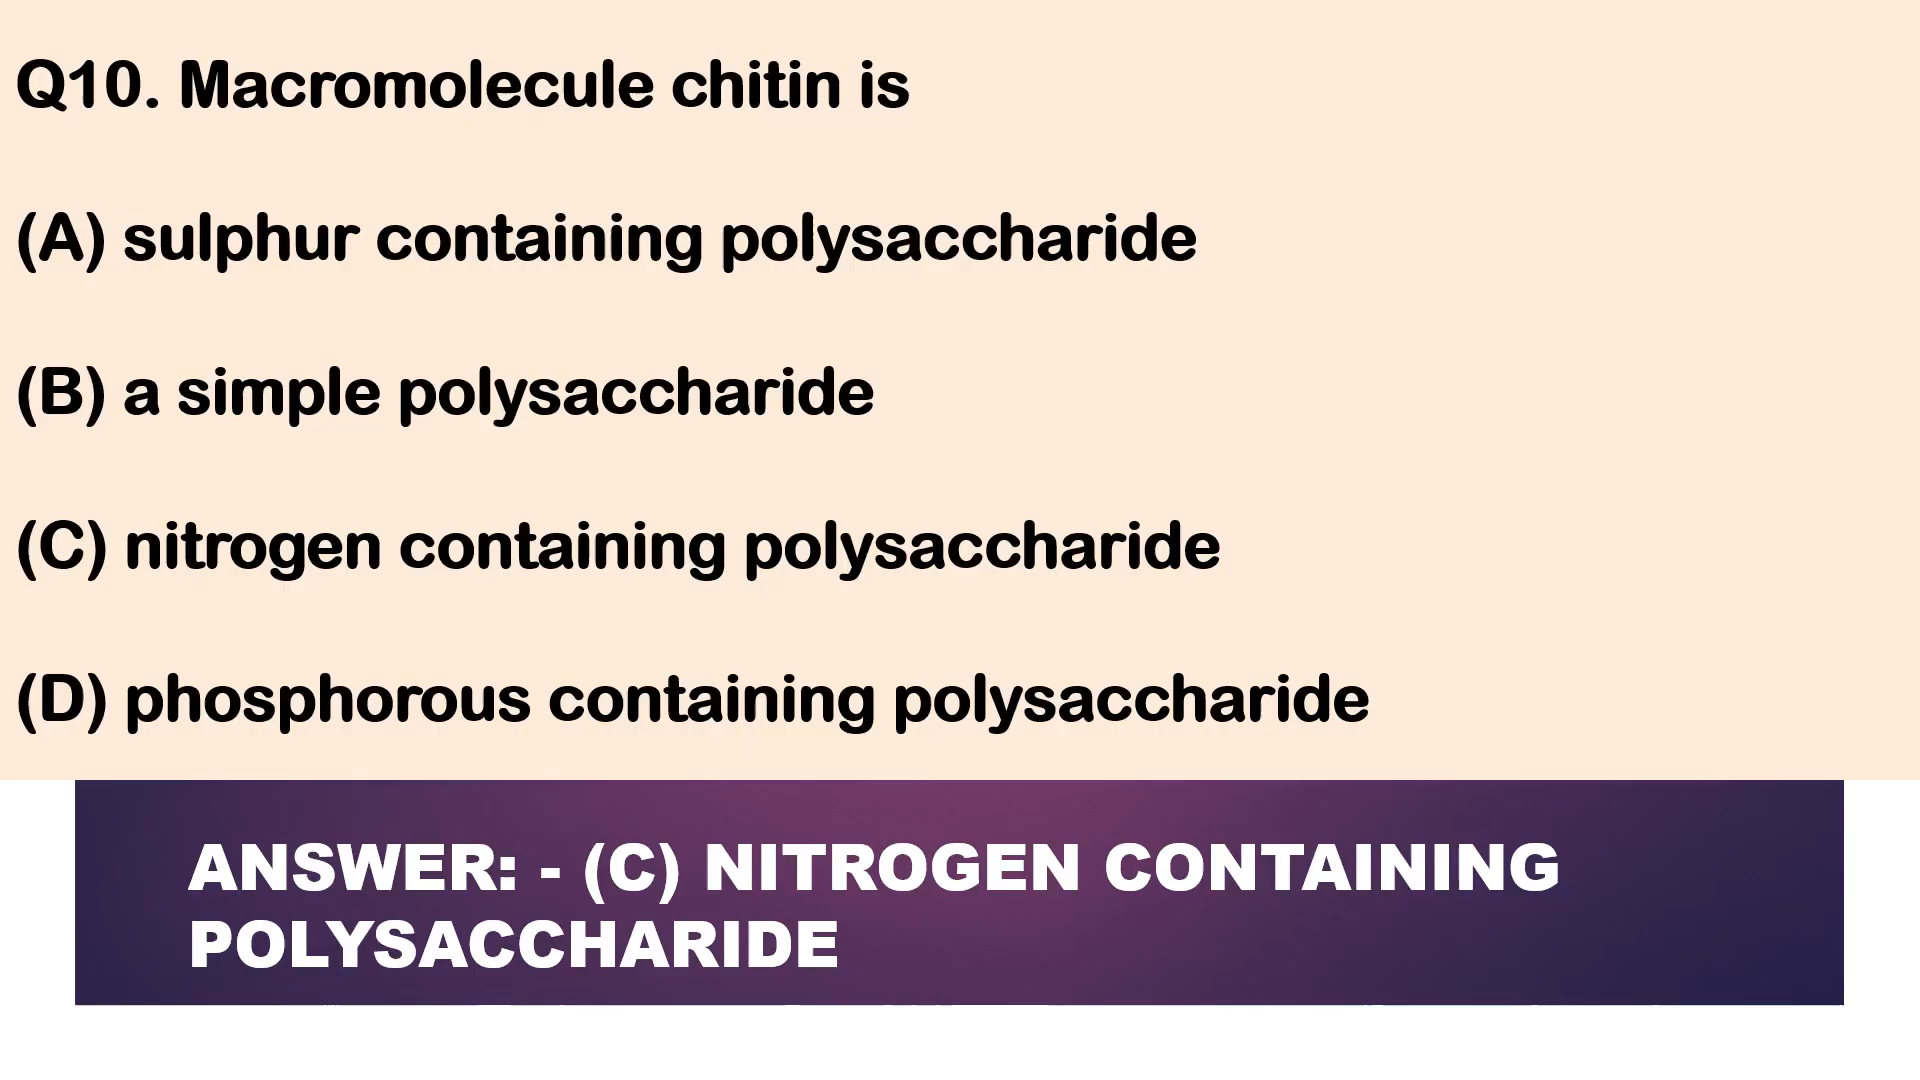 Q10. Macromolecule chitin is
(A) sulphur containing polysaccharide
(B) a simple polysaccharide
(C) nitrogen containing polysaccharide
(D) phosphorous containing polysaccharide
ANSWER: - (C) NITROGEN CONTAINING
POLYSACCHARIDE